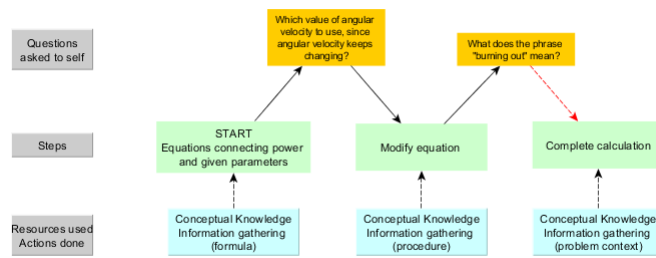 Questions
asked to self
Which value of angular
velocity to use, since
angular velocity keeps
changing?
What does the phrase
"burning out" mean?
Steps
START
Equations connecting power
and given parameters
Modify equation
Complete calculation
Resources used
Actions done
Conceptual Knowledge
Information gathering
(formula)
Conceptual Knowledge
Information gathering
(procedure)
Conceptual Knowledge
Information gathering
(problem context)